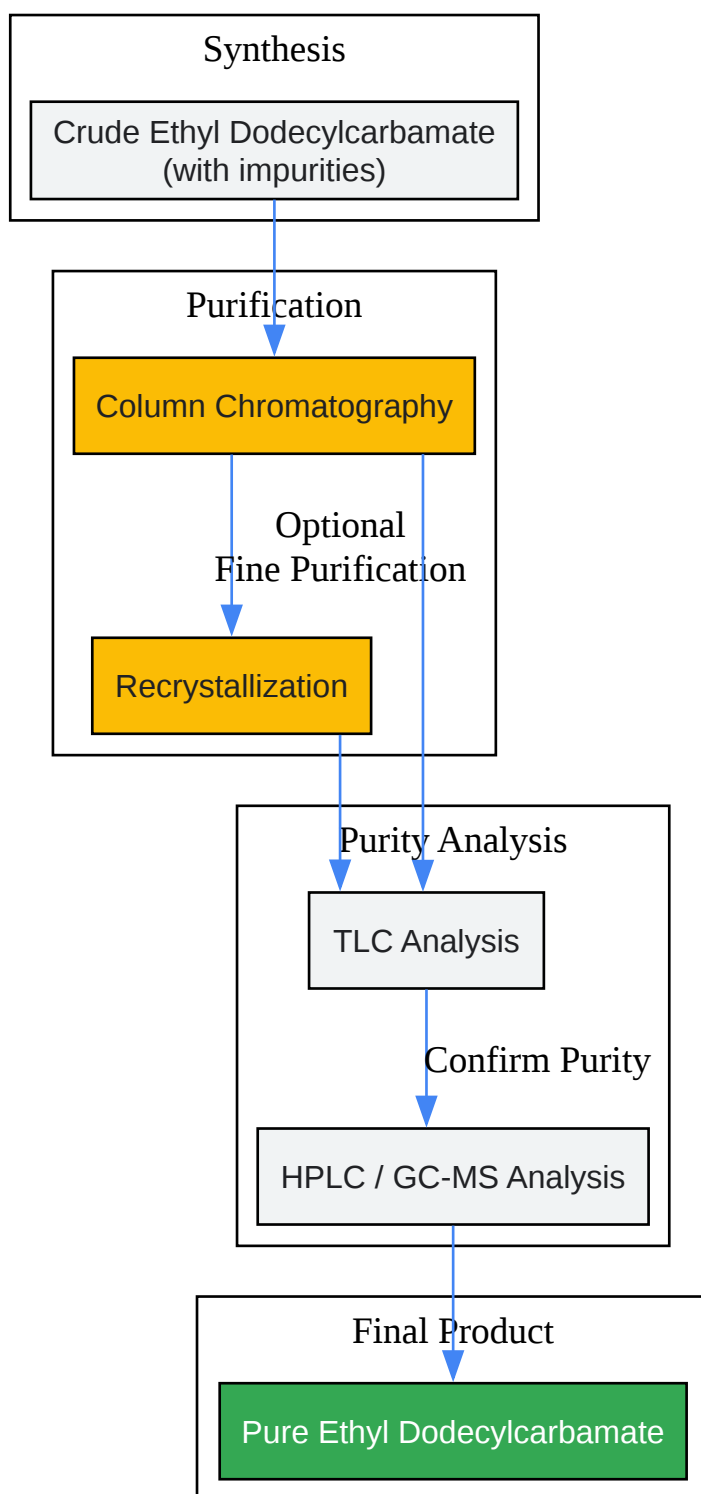 Synthesis
Crude Ethyl Dodecylcarbamate
(with impurities)
Purification
Column Chromatography
Optional
Fine Purification
Recrystallization
Purity Analysis
TLC Analysis
Confirm Purity
HPLC / GC-MS Analysis
Final Product
Pure Ethyl Dodecylcarbamate